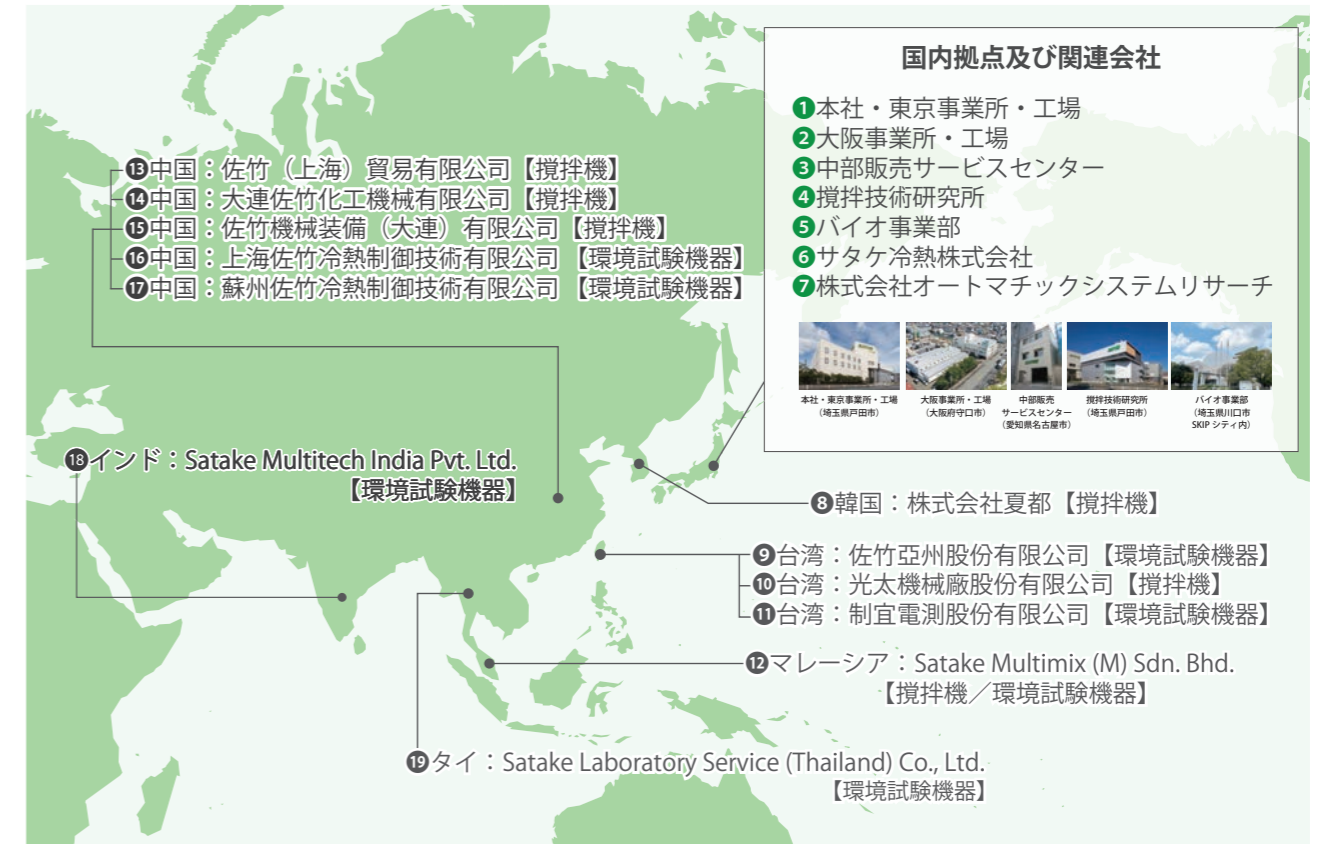 国内拠点及び関連会社
❶本社・東京事業所・工場
❷大阪事業所・工場
❸中部販売サービスセンター
❹撹拌技術研究所
❺バイオ事業部
❻サタケ冷熱株式会社
❼株式会社オートマチックシステムリサーチ
本社・東京事業所・工場
（埼玉県戸田市）
大阪事業所・工場
（大阪府守口市）
中部販売
サービスセンター
（愛知県名古屋市）
撹拌技術研究所
（埼玉県戸田市）
バイオ事業部
（埼玉県川口市
SKIP シティ内）
⓭中国：佐竹（上海）貿易有限公司【撹拌機】
⓮中国：大連佐竹化工機械有限公司【撹拌機】
⓯中国：佐竹機械装備（大連）有限公司【撹拌機】
⓰中国：上海佐竹冷熱制御技術有限公司【環境試験機器】
⓱中国：蘇州佐竹冷熱制御技術有限公司【環境試験機器】
⓲インド：Satake Multitech India Pvt. Ltd.
【環境試験機器】
❽韓国：株式会社夏都【撹拌機】
❾台湾：佐竹亞州股份有限公司【環境試験機器】
❿台湾：光太機械廠股份有限公司【撹拌機】
⓫台湾：制宜電測股份有限公司【環境試験機器】
⓬マレーシア：Satake Multimix (M) Sdn. Bhd.
【撹拌機／環境試験機器】
⓳タイ：Satake Laboratory Service (Thailand) Co., Ltd.
【環境試験機器】